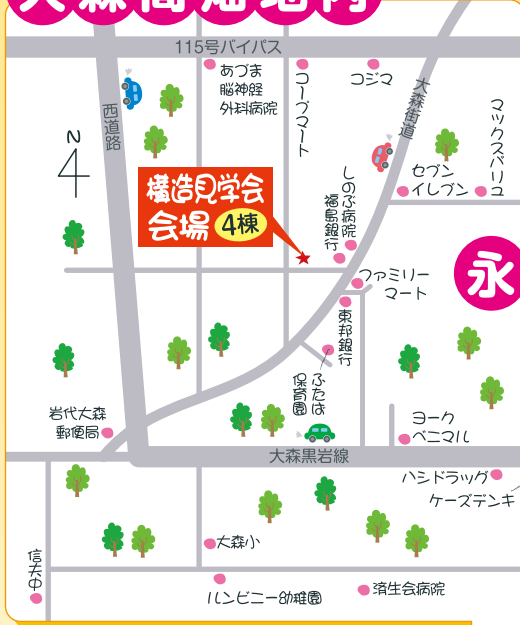 大森高畑地内
115号バイパス
あづま
脳神経
外科病院
コープマート
コジマ
大森街道
マックスバリュ
西道路
セブン
イレブン
N
構造見学会
会場 4棟
しのぶ病院
福島銀行
永
ファミリー
マート
東邦銀行
ふたば
保育園
岩代大森
郵便局
ヨーク
ベニマル
大森黒岩線
ハシドラッグ
ケーズデンキ
大森小
信夫中
ルンビニー幼稚園
済生会病院